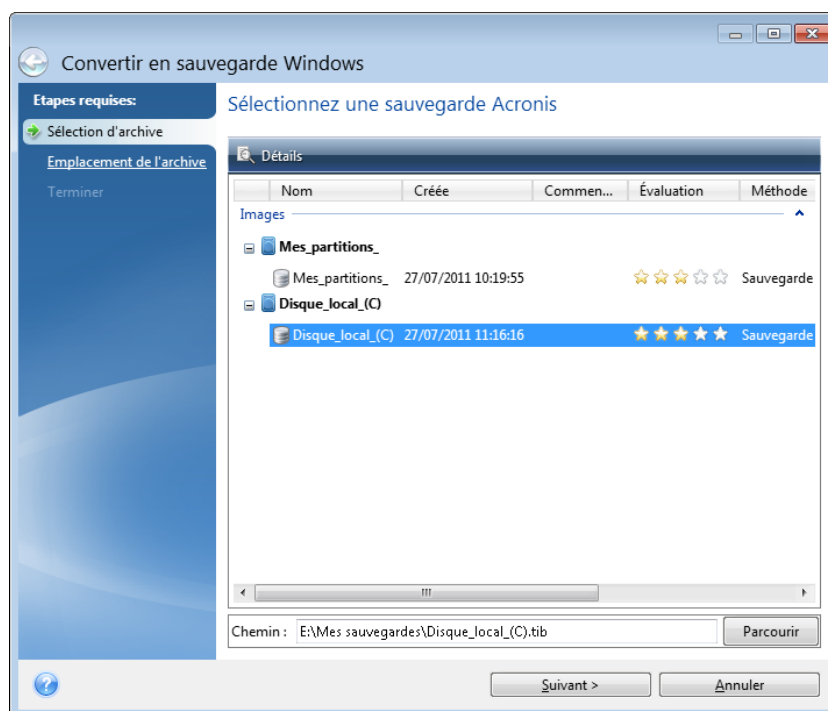 Convertir en sauvegarde Windows
Etapes requises:
Sélection d'archive
Emplacement de l'archive
Terminer
Sélectionnez une sauvegarde Acronis
Détails
Nom Créée Commen... Évaluation Méthode
Images
Mes_partitions_
Mes_partitions_ 27/07/2011 10:19:55 Sauvegarde
Disque_local_(C)
Disque_local_(C) 27/07/2011 11:16:16 Sauvegarde
Chemin : E:\Mes sauvegardes\Disque_local_(C).tib Parcourir
Suivant > Annuler